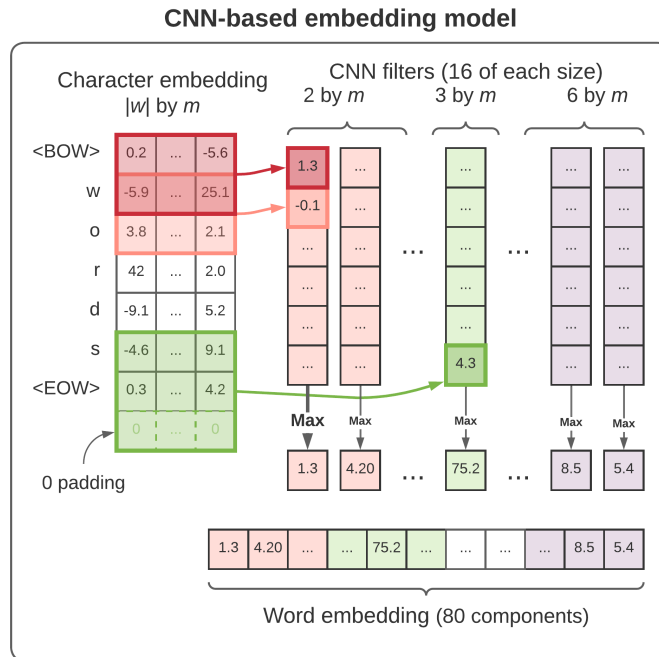 CNN-based embedding model
Character embedding
|w| by m
CNN filters (16 of each size)
2 by m
3 by m
6 by m
<BOW> 0.2 ... -5.6 1.3 ... ... ... ...
w -5.9 ... 25.1 -0.1 ... ... ... ...
o 3.8 ... 2.1 ... ... ... ... ...
... ...
r 42 ... 2.0 ... ... ... ... ...
d -9.1 ... 5.2 ... ... ... ... ...
s -4.6 ... 9.1 ... ... 4.3 ... ...
<EOW> 0.3 ... 4.2
0 ... 0
Max Max Max Max Max
0 padding
1.3 4.20 ... 75.2 ... 8.5 5.4
1.3 4.20 ... ... 75.2 ... ... ... ... 8.5 5.4
Word embedding (80 components)